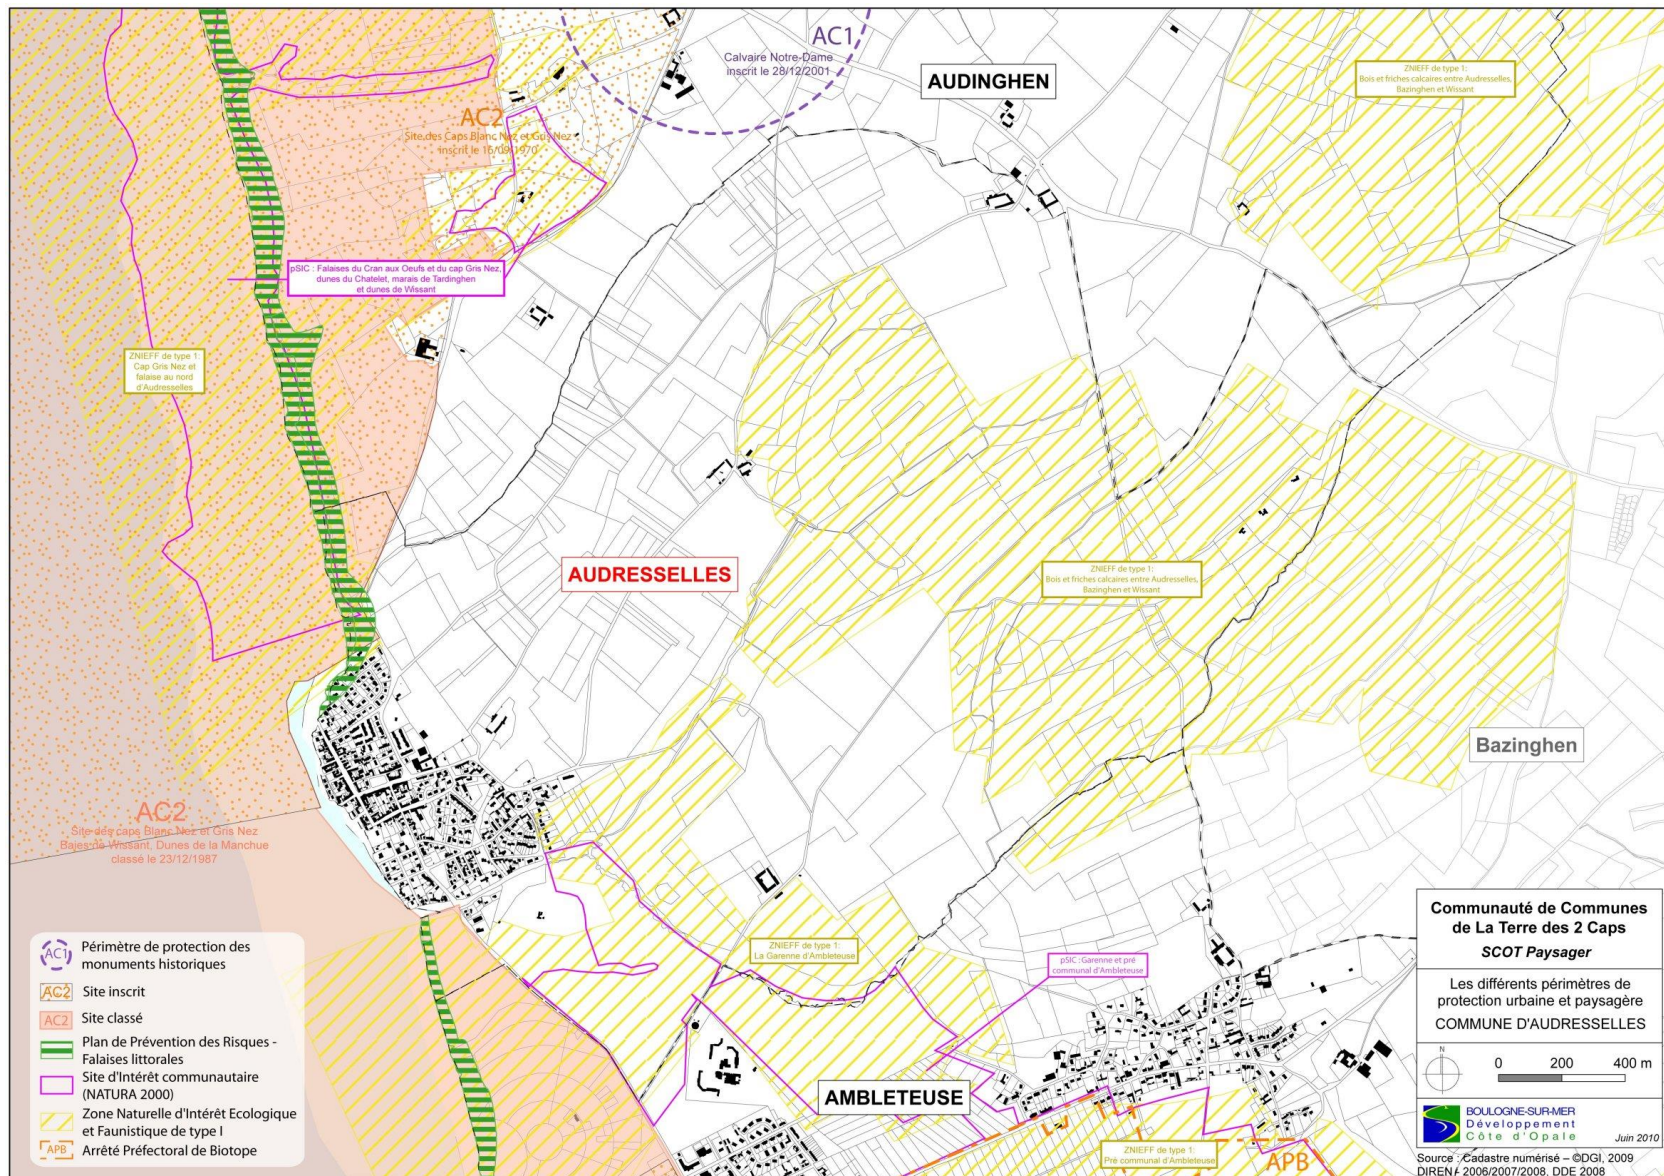 AC1
Calvaire Notre-Dame
inscrit le 28/12/2001
AUDINGHEN
ZNIEFF de type 1:
Bois et friches calcaires entre Audresselles,
Bazinghen et Wissant
AC2
Site des Caps Blanc Nez et Gris Nez
inscrit le 16/09/1970
pSIC : Falaises du Cran aux Oeufs et du cap Gris Nez,
dunes du Chatelet, marais de Tardinghen
et dunes de Wissant
ZNIEFF de type 1:
Cap Gris Nez et
falaise au nord
d'Audresselles
AUDRESSELLES
ZNIEFF de type 1:
Bois et friches calcaires entre Audresselles,
Bazinghen et Wissant
Bazinghen
AC2
Site des caps Blanc Nez et Gris Nez
Baies de Wissant, Dunes de la Manchue
classé le 23/12/1987
ZNIEFF de type 1:
La Garenne d'Ambleteuse
pSIC : Garenne et pré
communal d'Ambleteuse
AMBLETEUSE
ZNIEFF de type 1:
Pré communal d'Ambleteuse
APB
AC1 Périmètre de protection des
monuments historiques
AC2 Site inscrit
AC2 Site classé
Plan de Prévention des Risques -
Falaises littorales
Site d'Intérêt communautaire
(NATURA 2000)
Zone Naturelle d'Intérêt Ecologique
et Faunistique de type I
APB Arrêté Préfectoral de Biotope
Communauté de Communes
de La Terre des 2 Caps
SCOT Paysager
Les différents périmètres de
protection urbaine et paysagère
COMMUNE D'AUDRESSELLES
N
0 200 400 m
BOULOGNE-SUR-MER
Développement
Côte d'Opale
Juin 2010
Source : Cadastre numérisé – ©DGI, 2009
DIREN - 2006/2007/2008, DDE 2008